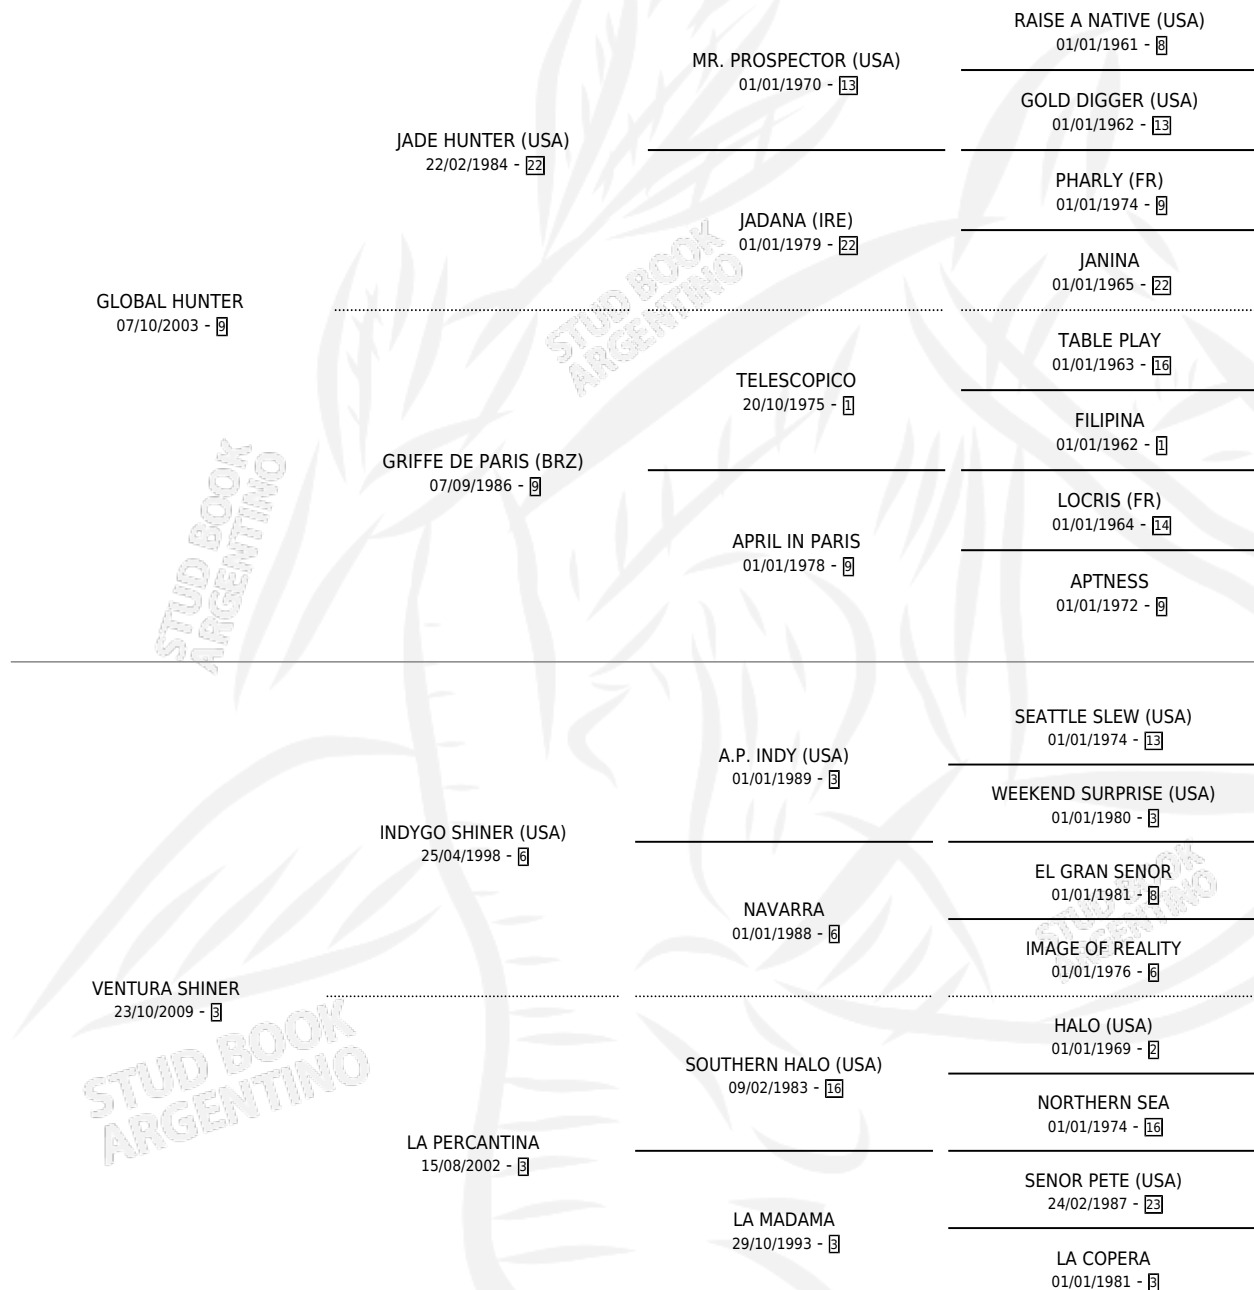 RAISE A NATIVE (USA)
01/01/1961 - 8
MR. PROSPECTOR (USA)
01/01/1970 - 13
GOLD DIGGER (USA)
01/01/1962 - 13
JADE HUNTER (USA)
22/02/1984 - 22
PHARLY (FR)
01/01/1974 - 9
JADANA (IRE)
01/01/1979 - 22
JANINA
01/01/1965 - 22
GLOBAL HUNTER
07/10/2003 - 9
STUD BOOK
ARGENTINO
TABLE PLAY
01/01/1963 - 16
TELESCOPICO
20/10/1975 - 1
FILIPINA
01/01/1962 - 1
GRIFFE DE PARIS (BRZ)
07/09/1986 - 9
LOCRIS (FR)
01/01/1964 - 14
APRIL IN PARIS
01/01/1978 - 9
APTNESS
01/01/1972 - 9
STUD BOOK
ARGENTINO
SEATTLE SLEW (USA)
01/01/1974 - 13
A.P. INDY (USA)
01/01/1989 - 3
WEEKEND SURPRISE (USA)
01/01/1980 - 3
INDYGO SHINER (USA)
25/04/1998 - 6
EL GRAN SENOR
01/01/1981 - 8
NAVARRA
01/01/1988 - 6
STUD BOOK
ARGENTINO
IMAGE OF REALITY
01/01/1976 - 6
VENTURA SHINER
23/10/2009 - 3
STUD BOOK
ARGENTINO
HALO (USA)
01/01/1969 - 2
SOUTHERN HALO (USA)
09/02/1983 - 16
NORTHERN SEA
01/01/1974 - 16
LA PERCANTINA
15/08/2002 - 3
SENOR PETE (USA)
24/02/1987 - 23
LA MADAMA
29/10/1993 - 3
LA COPERA
01/01/1981 - 3